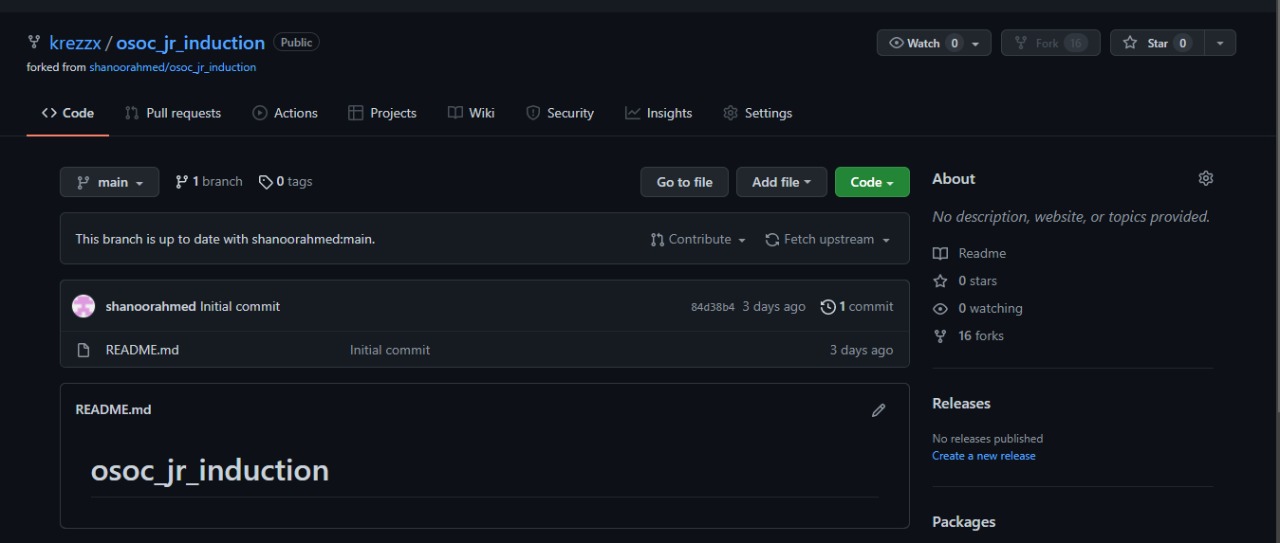 krezzx / osoc_jr_induction Public
Watch 0 Fork 16 Star 0
forked from shanoorahmed/osoc_jr_induction
<> Code Pull requests Actions Projects Wiki Security Insights Settings
main 1 branch 0 tags Go to file Add file Code
This branch is up to date with shanoorahmed:main. Contribute Fetch upstream
shanoorahmed Initial commit 84d38b4 3 days ago 1 commit
README.md Initial commit 3 days ago
README.md
osoc_jr_induction
About
No description, website, or topics provided.
Readme
0 stars
0 watching
16 forks
Releases
No releases published
Create a new release
Packages